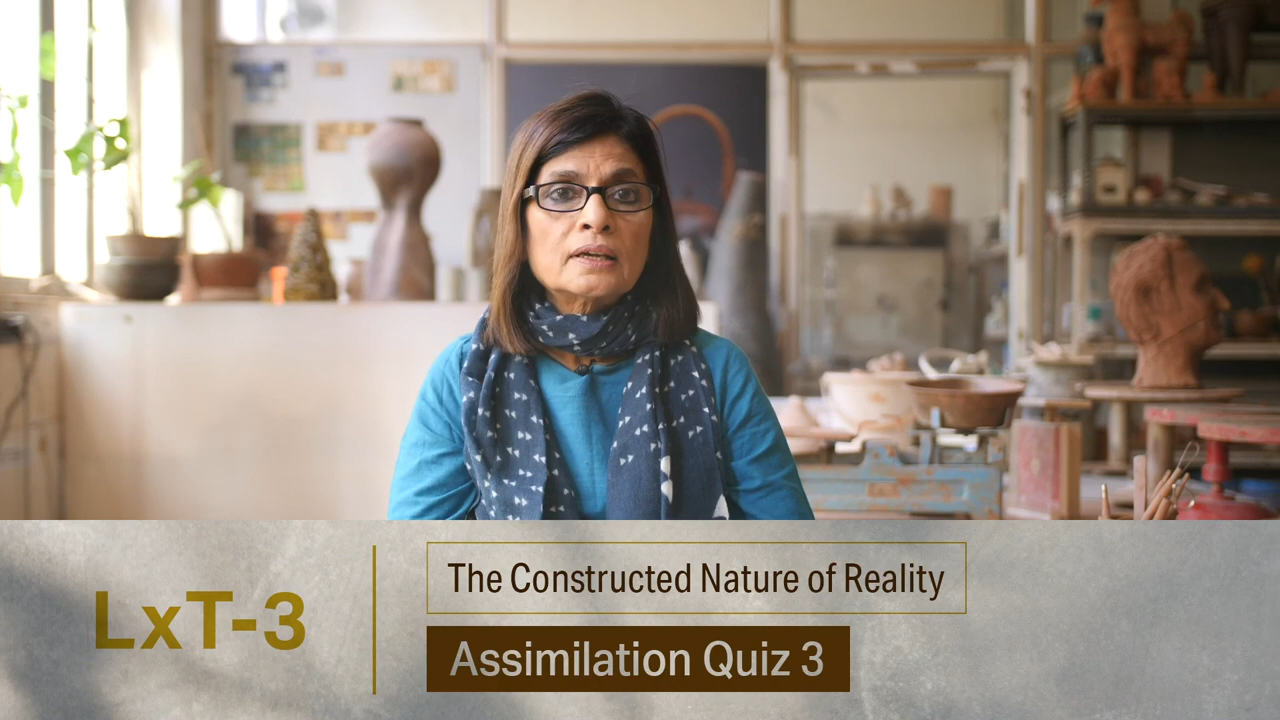 LxT-3
The Constructed Nature of Reality
Assimilation Quiz 3